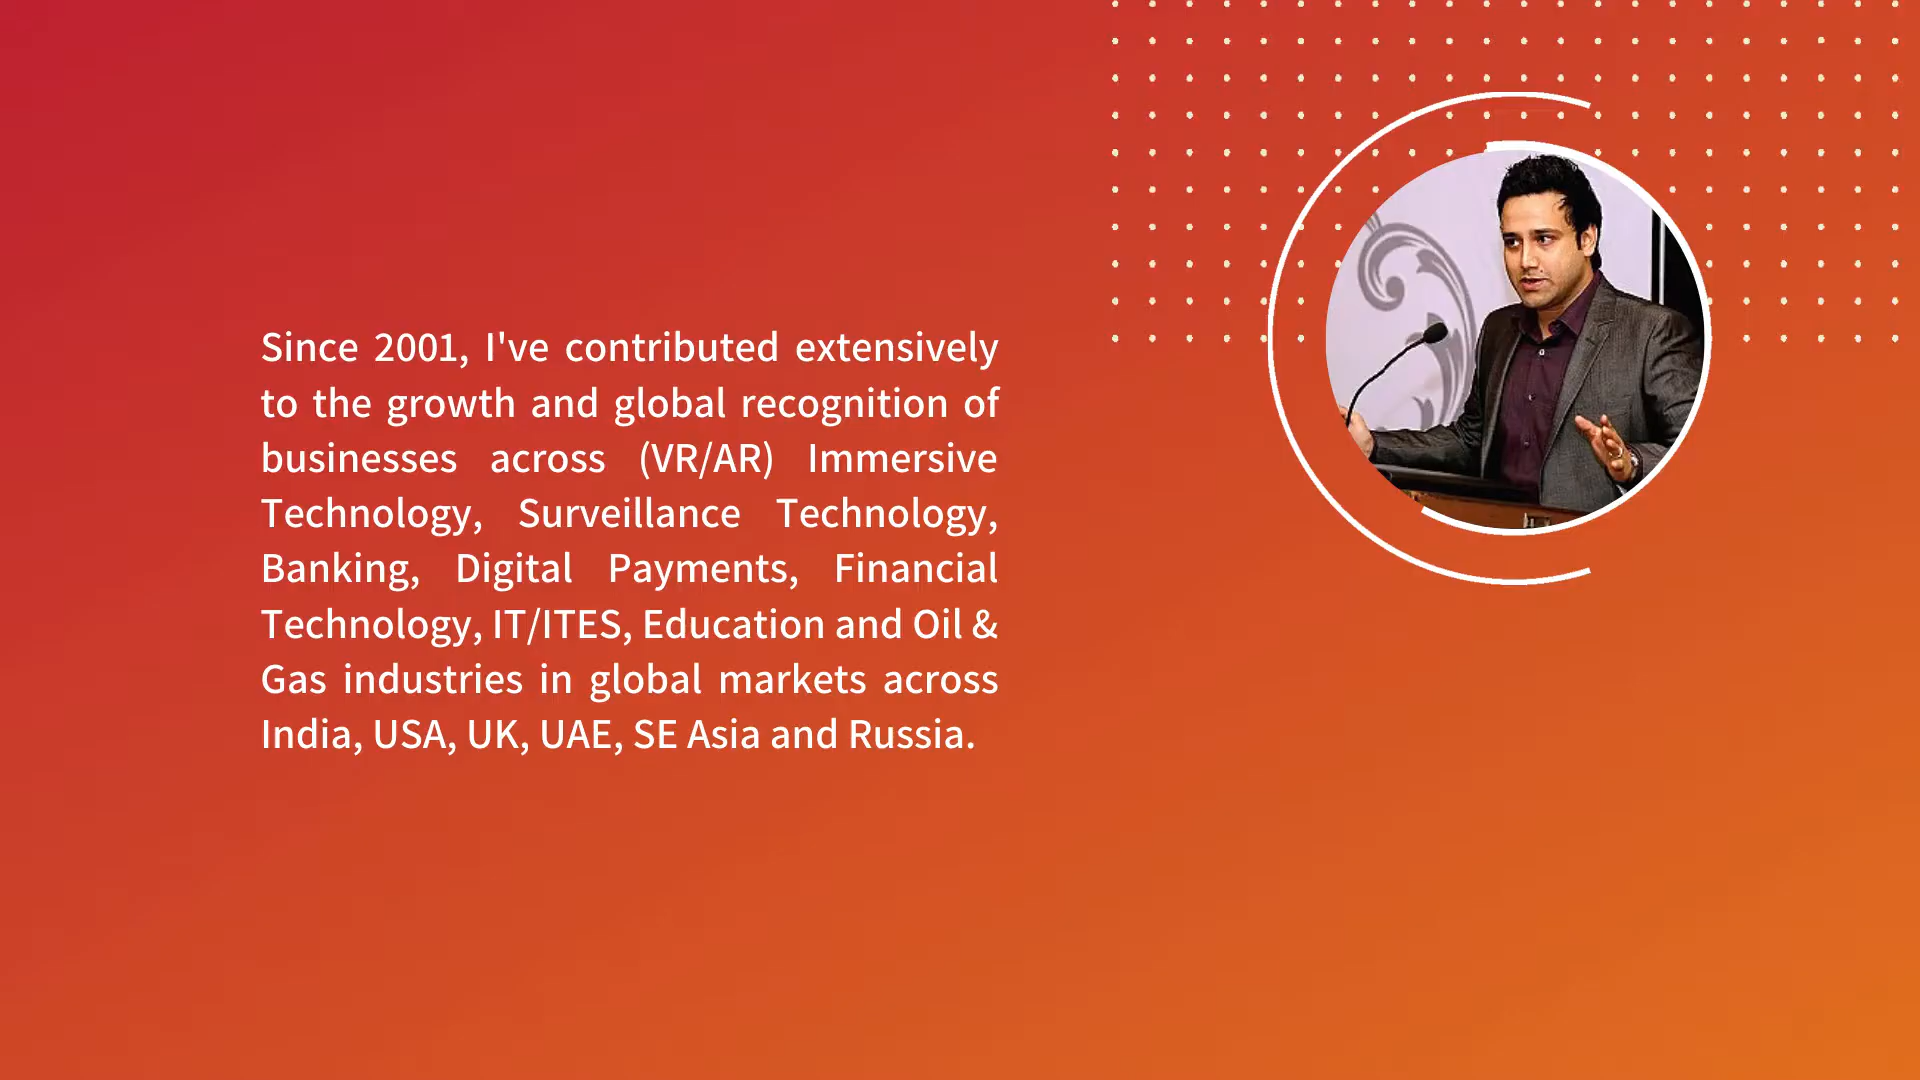 Since 2001, I've contributed extensively
to the growth and global recognition of
businesses across (VR/AR) Immersive
Technology, Surveillance Technology,
Banking, Digital Payments, Financial
Technology, IT/ITES, Education and Oil &
Gas industries in global markets across
India, USA, UK, UAE, SE Asia and Russia.